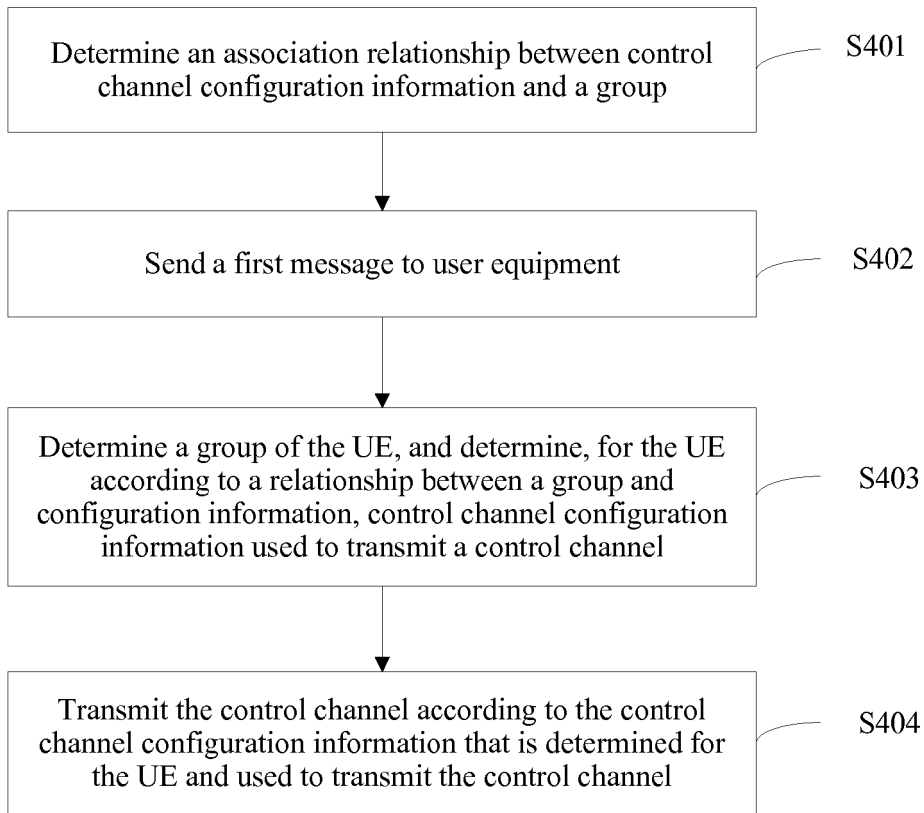 Determine an association relationship between control
channel configuration information and a group
S401
Send a first message to user equipment
S402
Determine a group of the UE, and determine, for the UE
according to a relationship between a group and
configuration information, control channel configuration
information used to transmit a control channel
S403
Transmit the control channel according to the control
channel configuration information that is determined for
the UE and used to transmit the control channel
S404